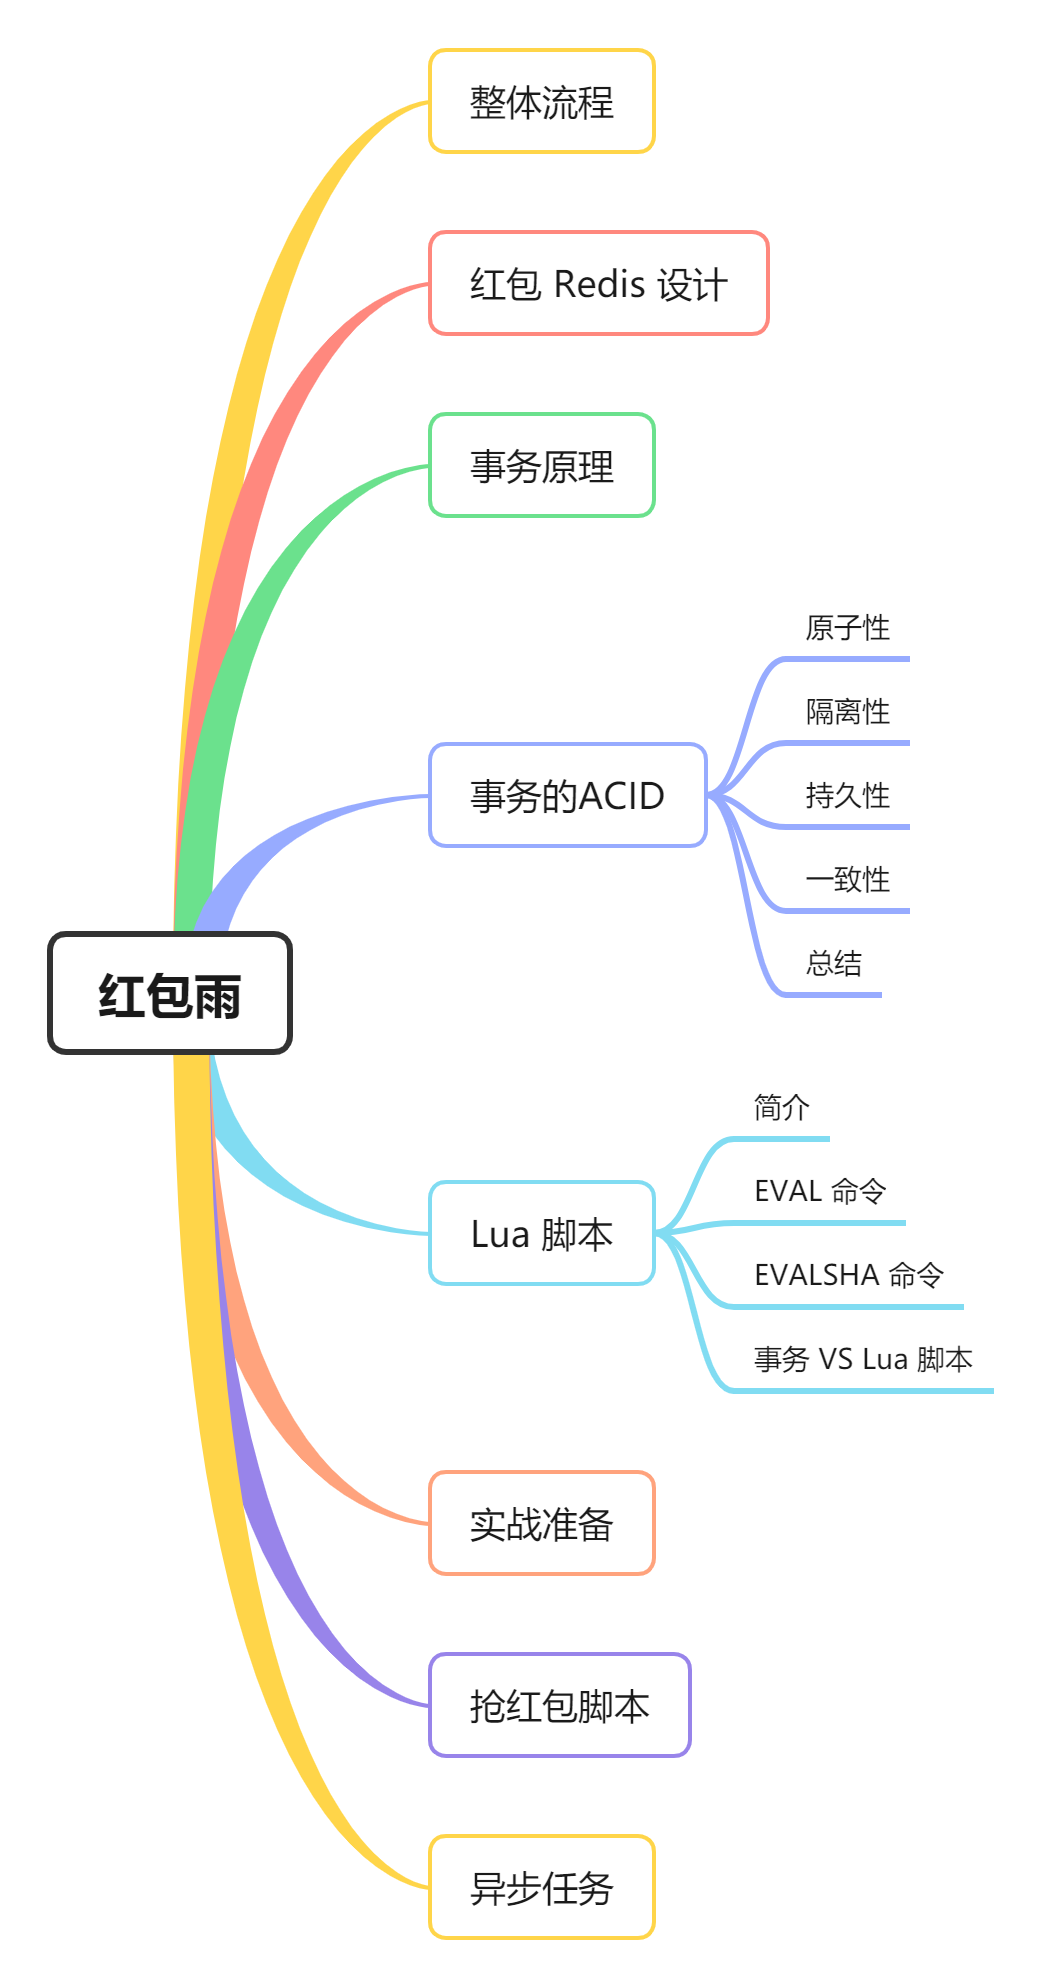 整体流程
红包 Redis 设计
事务原理
事务的ACID
原子性
隔离性
持久性
一致性
总结
红包雨
Lua 脚本
简介
EVAL 命令
EVALSHA 命令
事务 VS Lua 脚本
实战准备
抢红包脚本
异步任务